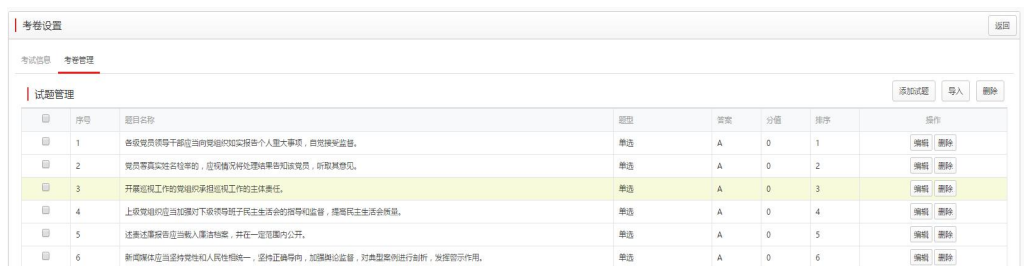 考卷设置 返回
考试信息 考卷管理
试题管理 添加试题 导入 删除
序号 题目名称 题型 答案 分值 排序 操作
1 各级党员领导干部应当向党组织如实报告个人重大事项，自觉接受监督。 单选 A 0 1 编辑 删除
2 党员署真实姓名检举的，应视情况将处理结果告知该党员，听取其意见。 单选 A 0 2 编辑 删除
3 开展巡视工作的党组织承担巡视工作的主体责任。 单选 A 0 3 编辑 删除
4 上级党组织应当加强对下级领导班子民主生活会的指导和监督，提高民主生活会质量。 单选 A 0 4 编辑 删除
5 述责述廉报告应当载入廉洁档案，并在一定范围内公开。 单选 A 0 5 编辑 删除
6 新闻媒体应当坚持党性和人民性相统一，坚持正确导向，加强舆论监督，对典型案例进行剖析，发挥警示作用。 单选 A 0 6 编辑 删除